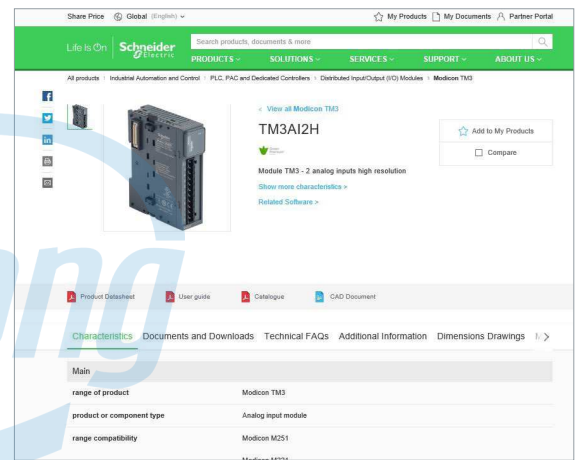 Share Price Global (English) My Products My Documents Partner Portal
Life Is On Schneider Electric
Search products, documents & more
PRODUCTS SOLUTIONS SERVICES SUPPORT ABOUT US
All products Industrial Automation and Control PLC, PAC and Dedicated Controllers Distributed Input/Output (I/O) Modules Modicon TM3
< View all Modicon TM3
TM3AI2H
Add to My Products
Compare
Module TM3 - 2 analog inputs high resolution
Show more characteristics >
Related Software >
Product Datasheet User guide Catalogue CAD Document
Characteristics Documents and Downloads Technical FAQs Additional Information Dimensions Drawings
Main
range of product Modicon TM3
product or component type Analog input module
range compatibility Modicon M251